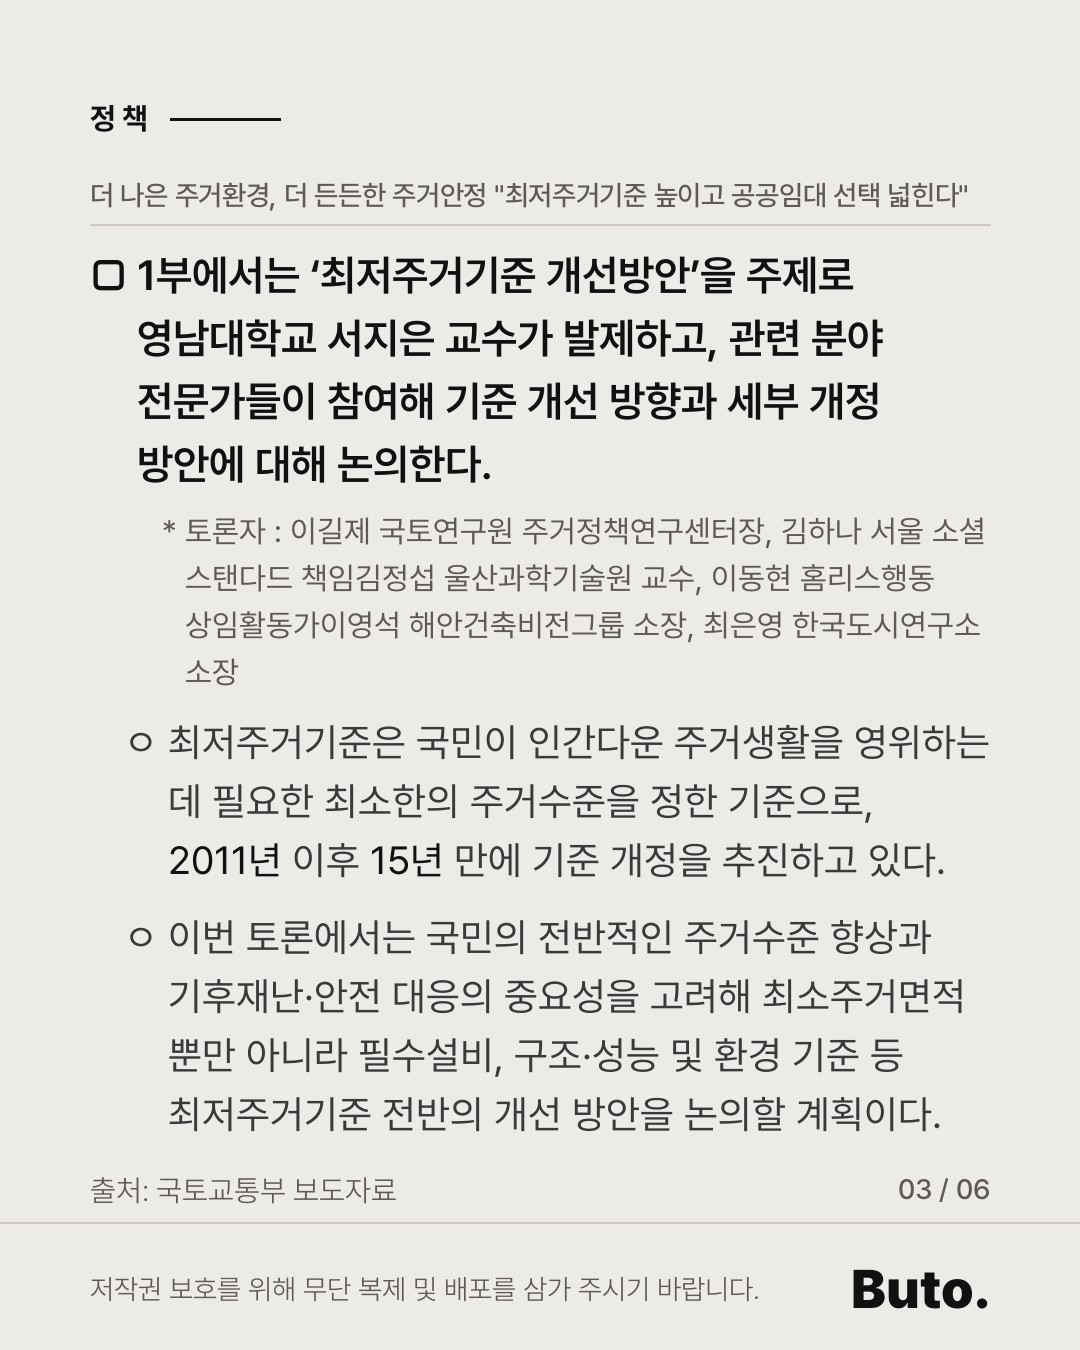 정책
더 나은 주거환경, 더 든든한 주거안정 "최저주거기준 높이고 공공임대 선택 넓힌다"
□ 1부에서는 ‘최저주거기준 개선방안’을 주제로
영남대학교 서지은 교수가 발제하고, 관련 분야
전문가들이 참여해 기준 개선 방향과 세부 개정
방안에 대해 논의한다.
* 토론자 : 이길제 국토연구원 주거정책연구센터장, 김하나 서울 소셜
스탠다드 책임김정섭 울산과학기술원 교수, 이동현 홈리스행동
상임활동가이영석 해안건축비전그룹 소장, 최은영 한국도시연구소
소장
ㅇ 최저주거기준은 국민이 인간다운 주거생활을 영위하는
데 필요한 최소한의 주거수준을 정한 기준으로,
2011년 이후 15년 만에 기준 개정을 추진하고 있다.
ㅇ 이번 토론에서는 국민의 전반적인 주거수준 향상과
기후재난·안전 대응의 중요성을 고려해 최소주거면적
뿐만 아니라 필수설비, 구조·성능 및 환경 기준 등
최저주거기준 전반의 개선 방안을 논의할 계획이다.
출처: 국토교통부 보도자료
03 / 06
저작권 보호를 위해 무단 복제 및 배포를 삼가 주시기 바랍니다.
Buto.